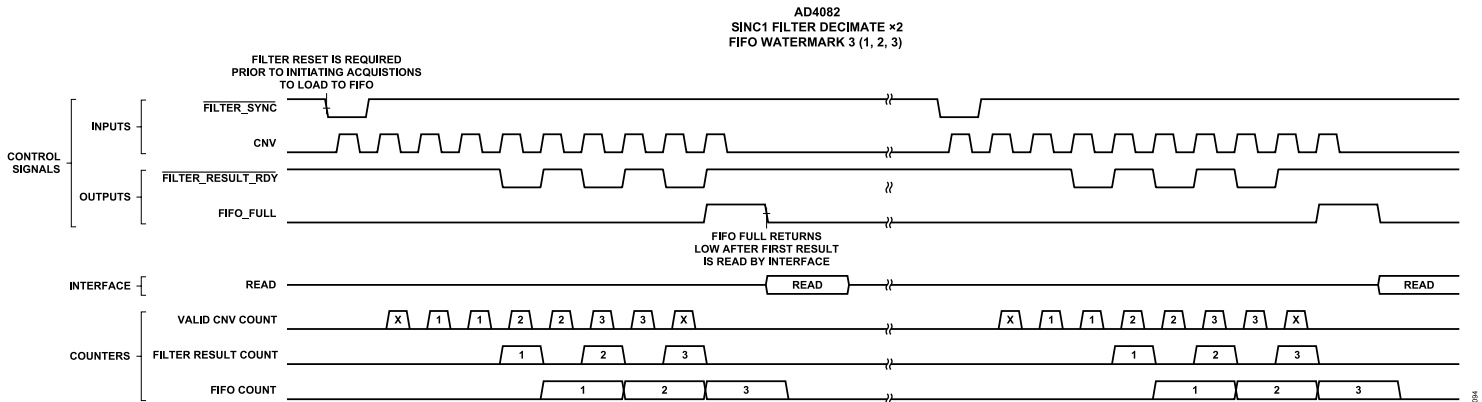 AD4082
SINC1 FILTER DECIMATE ×2
FIFO WATERMARK 3 (1, 2, 3)
FILTER RESET IS REQUIRED
PRIOR TO INITIATING ACQUISTIONS
TO LOAD TO FIFO
CONTROL
SIGNALS
INPUTS
FILTER_SYNC
CNV
OUTPUTS
FILTER_RESULT_RDY
FIFO_FULL
FIFO FULL RETURNS
LOW AFTER FIRST RESULT
IS READ BY INTERFACE
INTERFACE
READ
READ
READ
COUNTERS
VALID CNV COUNT
X 1 1 2 2 3 3 X
X 1 1 2 2 3 3 X
FILTER RESULT COUNT
1 2 3
1 2 3
FIFO COUNT
1 2 3
1 2 3
094